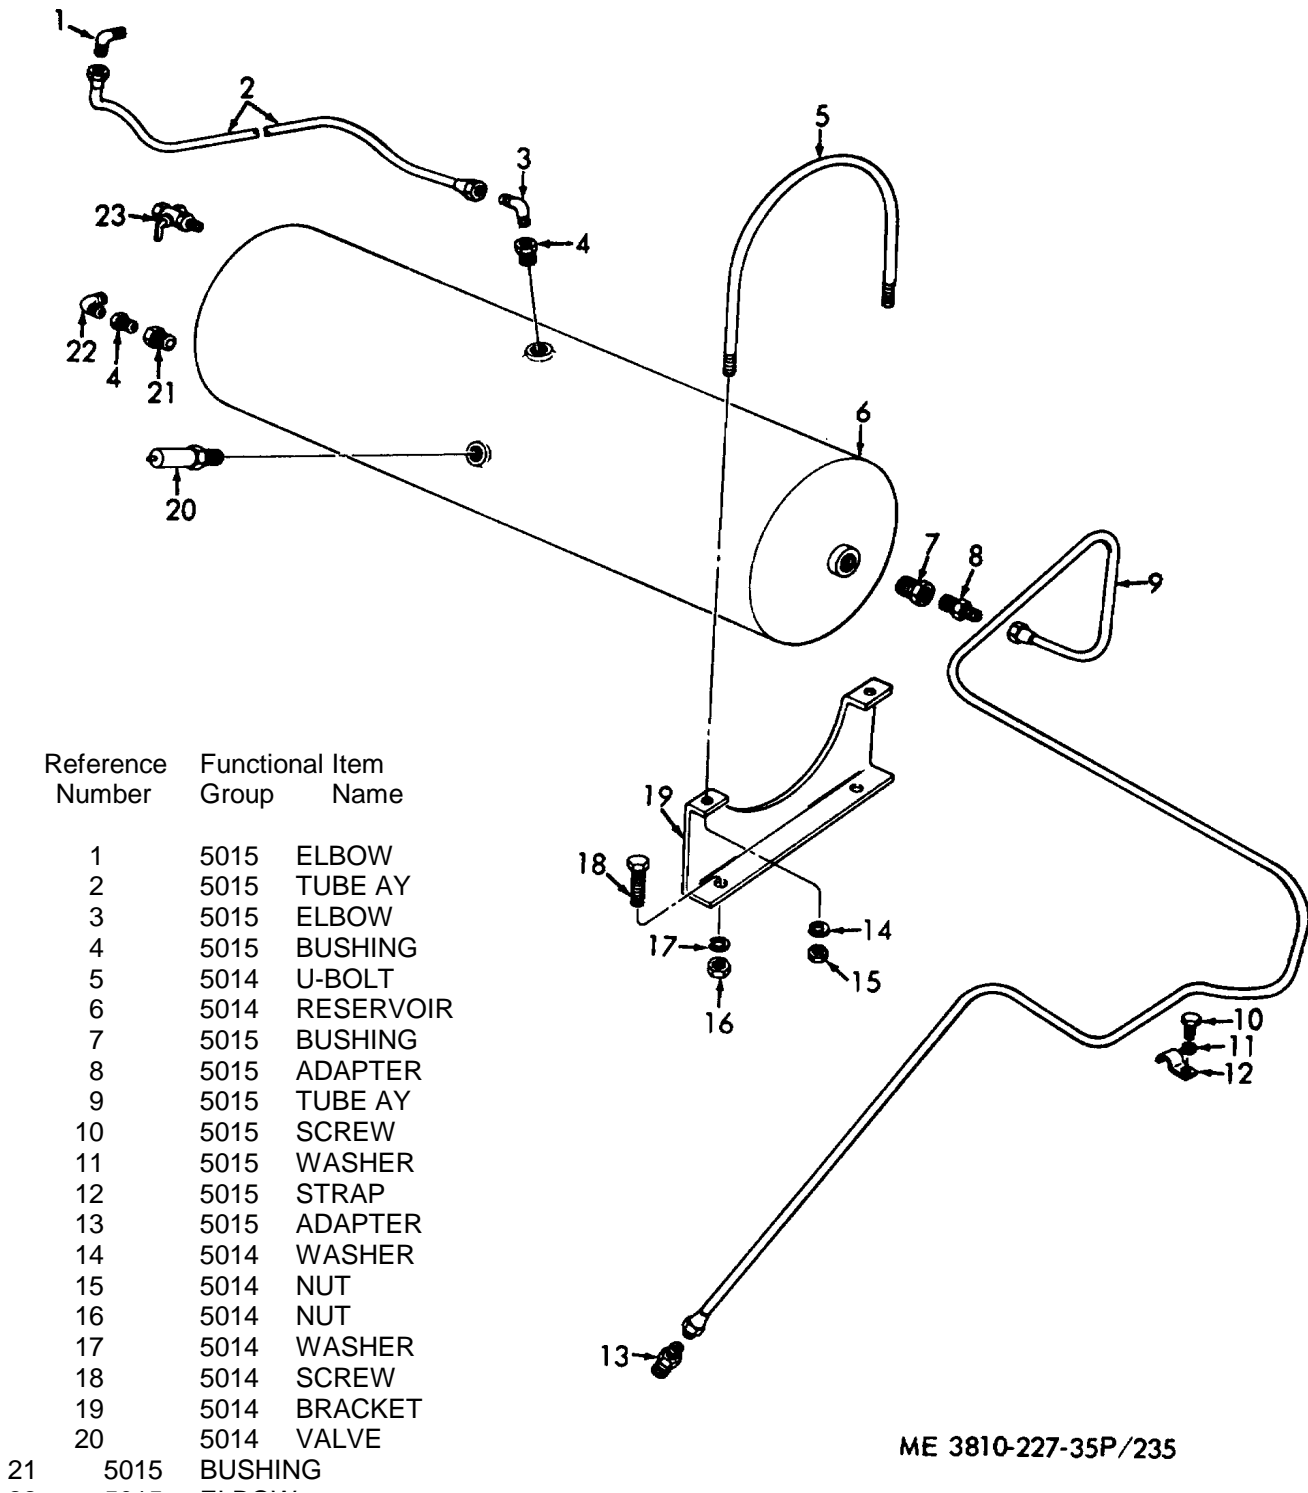 1
2
3
4
5
23
22
4
21
20
6
7
8
9
19
18
17
16
14
15
10
11
12
13
Reference Functional Item
Number Group Name
1 5015 ELBOW
2 5015 TUBE AY
3 5015 ELBOW
4 5015 BUSHING
5 5014 U-BOLT
6 5014 RESERVOIR
7 5015 BUSHING
8 5015 ADAPTER
9 5015 TUBE AY
10 5015 SCREW
11 5015 WASHER
12 5015 STRAP
13 5015 ADAPTER
14 5014 WASHER
15 5014 NUT
16 5014 NUT
17 5014 WASHER
18 5014 SCREW
19 5014 BRACKET
20 5014 VALVE
21 5015 BUSHING
ME 3810-227-35P/235